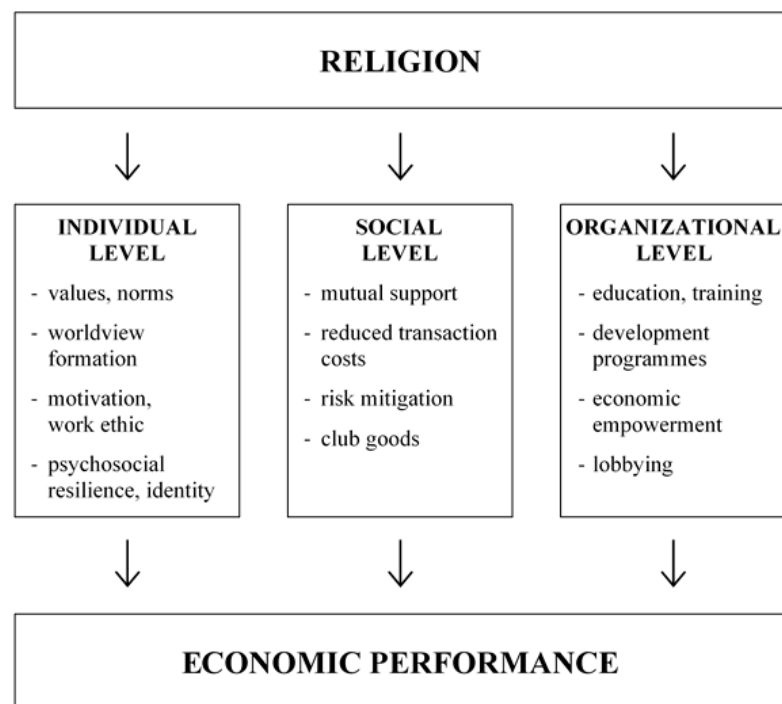 RELIGION
INDIVIDUAL
LEVEL
- values, norms
- worldview
formation
- motivation,
work ethic
- psychosocial
resilience, identity
SOCIAL
LEVEL
- mutual support
- reduced transaction
costs
- risk mitigation
- club goods
ORGANIZATIONAL
LEVEL
- education, training
- development
programmes
- economic
empowerment
- lobbying
ECONOMIC PERFORMANCE